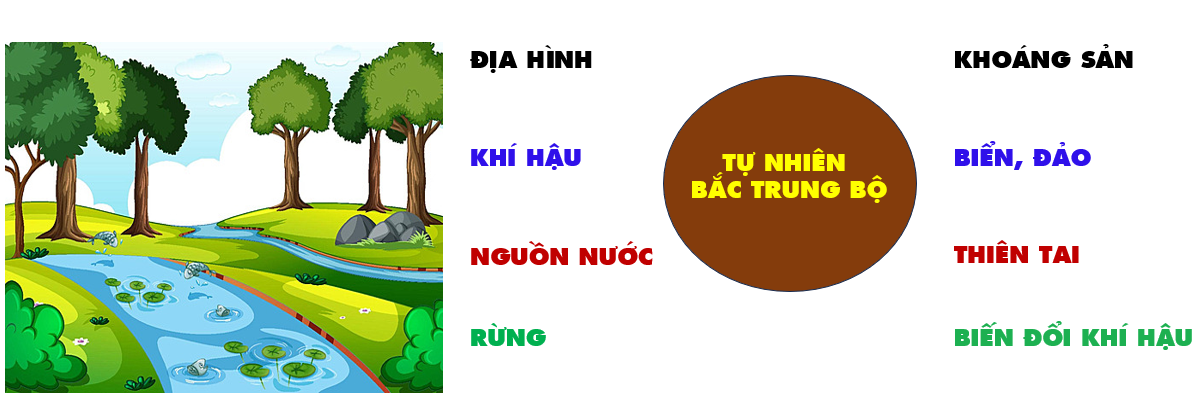 ĐỊA HÌNH
KHÍ HẬU
NGUỒN NƯỚC
RỪNG
TỰ NHIÊN
BẮC TRUNG BỘ
KHOÁNG SẢN
BIỂN, ĐẢO
THIÊN TAI
BIẾN ĐỔI KHÍ HẬU